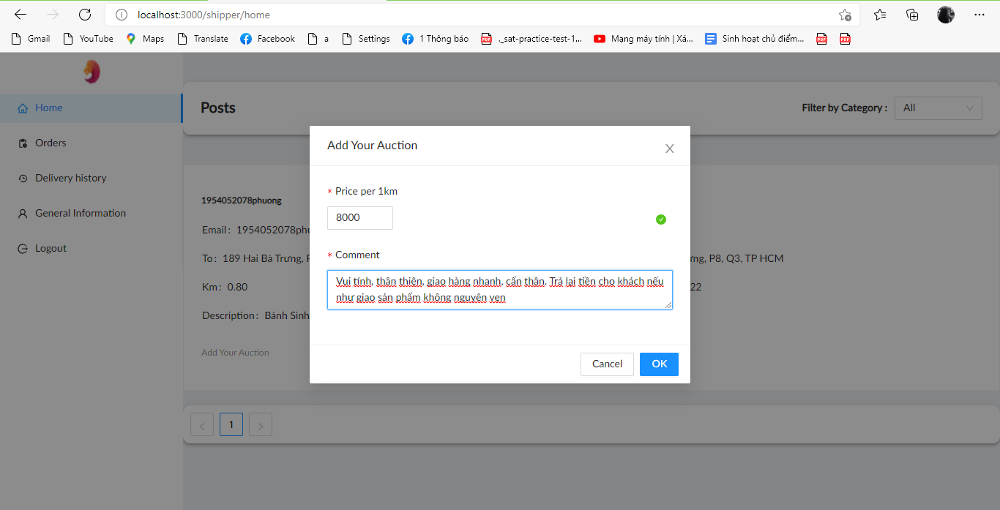 localhost:3000/shipper/home
Gmail YouTube Maps Translate Facebook a Settings 1 Thông báo ._sat-practice-test-1... Mạng máy tính | Xá... Sinh hoạt chủ điểm...
Home
Orders
Delivery history
General Information
Logout
Posts
Filter by Category : All
Add Your Auction
* Price per 1km
8000
* Comment
Vui tính, thân thiên, giao hàng nhanh, cẩn thân. Trả lại tiền cho khách nếu
như giao sản phẩm không nguyên vẹn
Cancel OK
1954052078phuong
Email : 1954052078phu
To : 189 Hai Bà Trưng, P
ng, P8, Q3, TP HCM
Km : 0.80
22
Description : Bánh Sinh
Add Your Auction
< 1 >